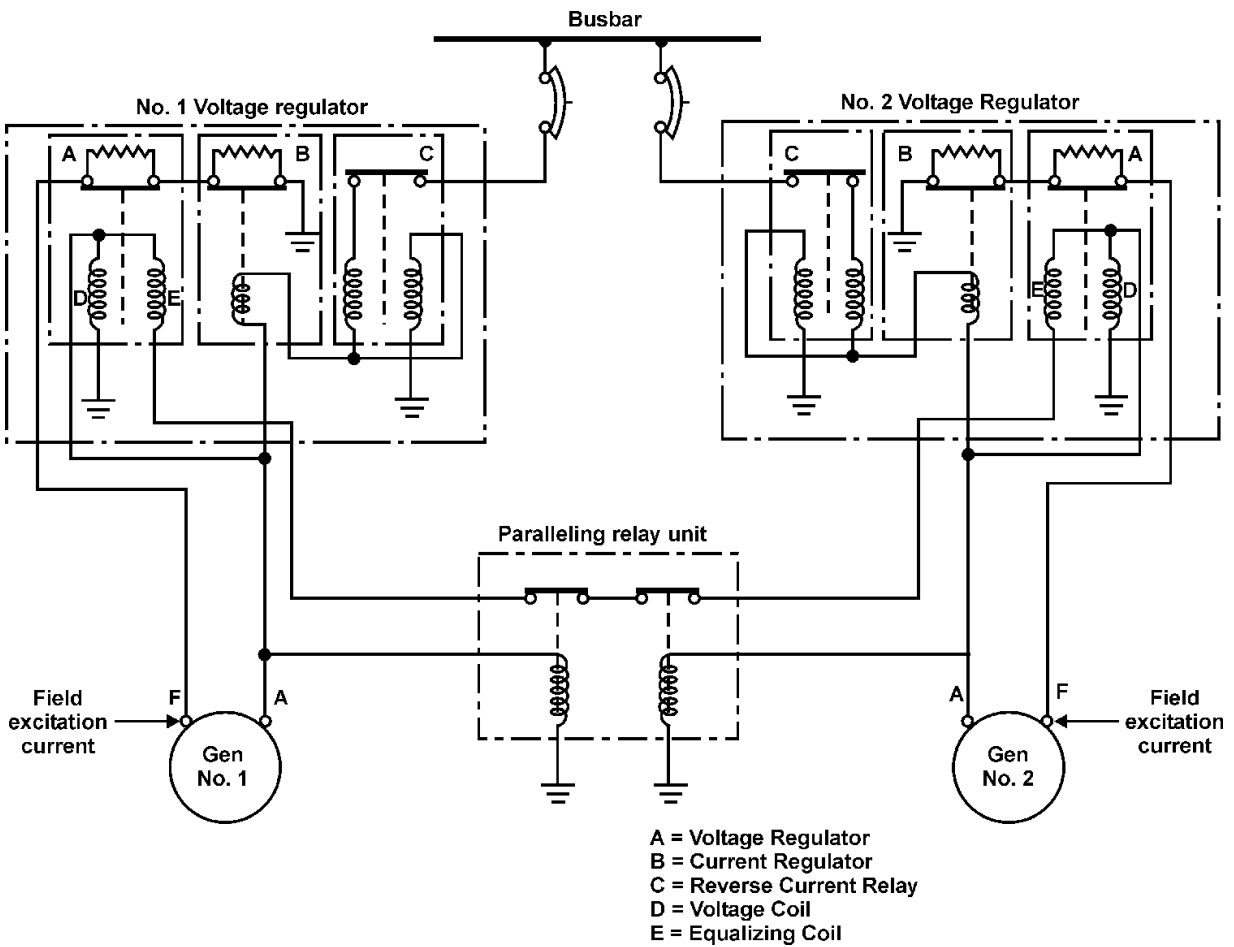 Busbar
No. 1 Voltage regulator
No. 2 Voltage Regulator
A
B
C
C
B
A
D
E
E
D
Paralleling relay unit
Field
excitation
current
F
A
Gen
No. 1
A
F
Gen
No. 2
Field
excitation
current
A = Voltage Regulator
B = Current Regulator
C = Reverse Current Relay
D = Voltage Coil
E = Equalizing Coil